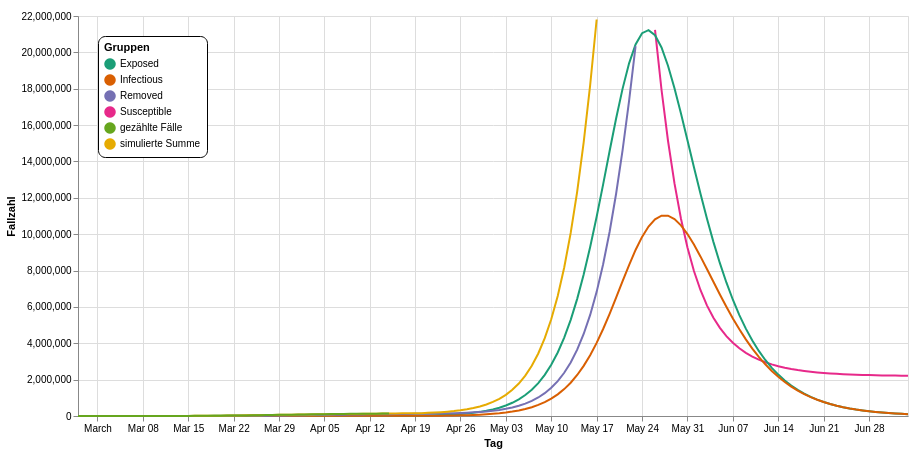 22,000,000
20,000,000
18,000,000
16,000,000
14,000,000
12,000,000
10,000,000
8,000,000
6,000,000
4,000,000
2,000,000
0
Fallzahl
Gruppen
Exposed
Infectious
Removed
Susceptible
gezählte Fälle
simulierte Summe
March Mar 08 Mar 15 Mar 22 Mar 29 Apr 05 Apr 12 Apr 19 Apr 26 May 03 May 10 May 17 May 24 May 31 Jun 07 Jun 14 Jun 21 Jun 28
Tag